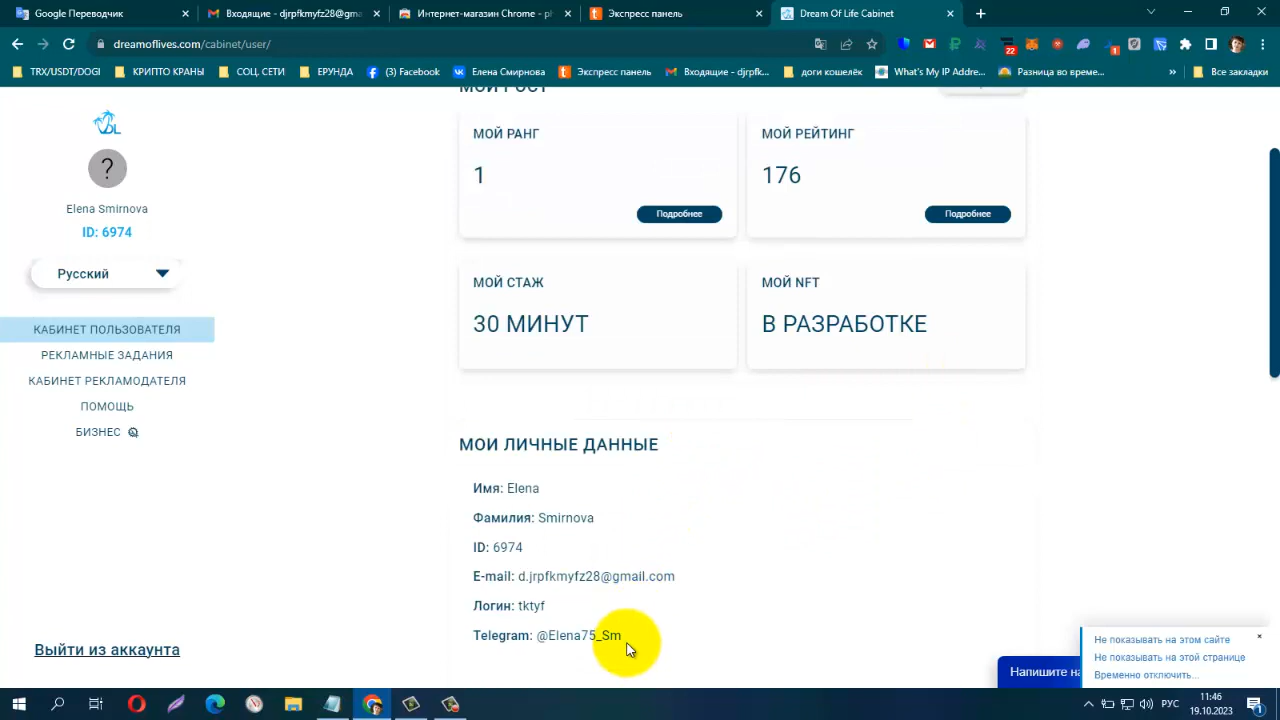 Google Переводчик
Входящие - djrpfkmyfz28@gm
Интернет-магазин Chrome - pl
Экспресс панель
Dream Of Life Cabinet
dreamoflives.com/cabinet/user/
22
1
TRX/USDT/DOGI
КРИПТО КРАНЫ
СОЦ. СЕТИ
ЕРУНДА
(3) Facebook
Елена Смирнова
Экспресс панель
Входящие - djrpfk...
доги кошелёк
What's My IP Addre...
Разница во време...
»
Все закладки
DL
?
Elena Smirnova
ID: 6974
Русский
КАБИНЕТ ПОЛЬЗОВАТЕЛЯ
РЕКЛАМНЫЕ ЗАДАНИЯ
КАБИНЕТ РЕКЛАМОДАТЕЛЯ
ПОМОЩЬ
БИЗНЕС
Выйти из аккаунта
МОЙ РОСТ
МОЙ РАНГ
1
Подробнее
МОЙ РЕЙТИНГ
176
Подробнее
МОЙ СТАЖ
30 МИНУТ
МОЙ NFT
В РАЗРАБОТКЕ
МОИ ЛИЧНЫЕ ДАННЫЕ
Имя: Elena
Фамилия: Smirnova
ID: 6974
E-mail: d.jrpfkmyfz28@gmail.com
Логин: tktyf
Telegram: @Elena75_Sm
Напишите на
Не показывать на этом сайте
Не показывать на этой странице
Временно отключить...
РУС
11:46
19.10.2023